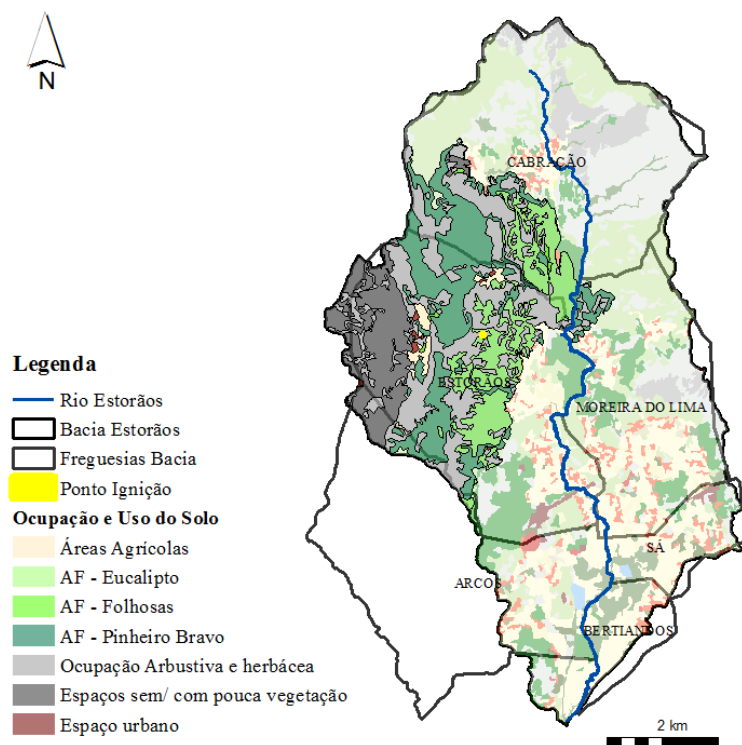 N
CABRAÇÃO
ESTORÃOS
MOREIRA DO LIMA
SÁ
ARCOS
BERTIANDOS
Legenda
Rio Estorãos
Bacia Estorãos
Freguesias Bacia
Ponto Ignição
Ocupação e Uso do Solo
Áreas Agrícolas
AF - Eucalipto
AF - Folhosas
AF - Pinheiro Bravo
Ocupação Arbustiva e herbácea
Espaços sem/ com pouca vegetação
Espaço urbano
2 km